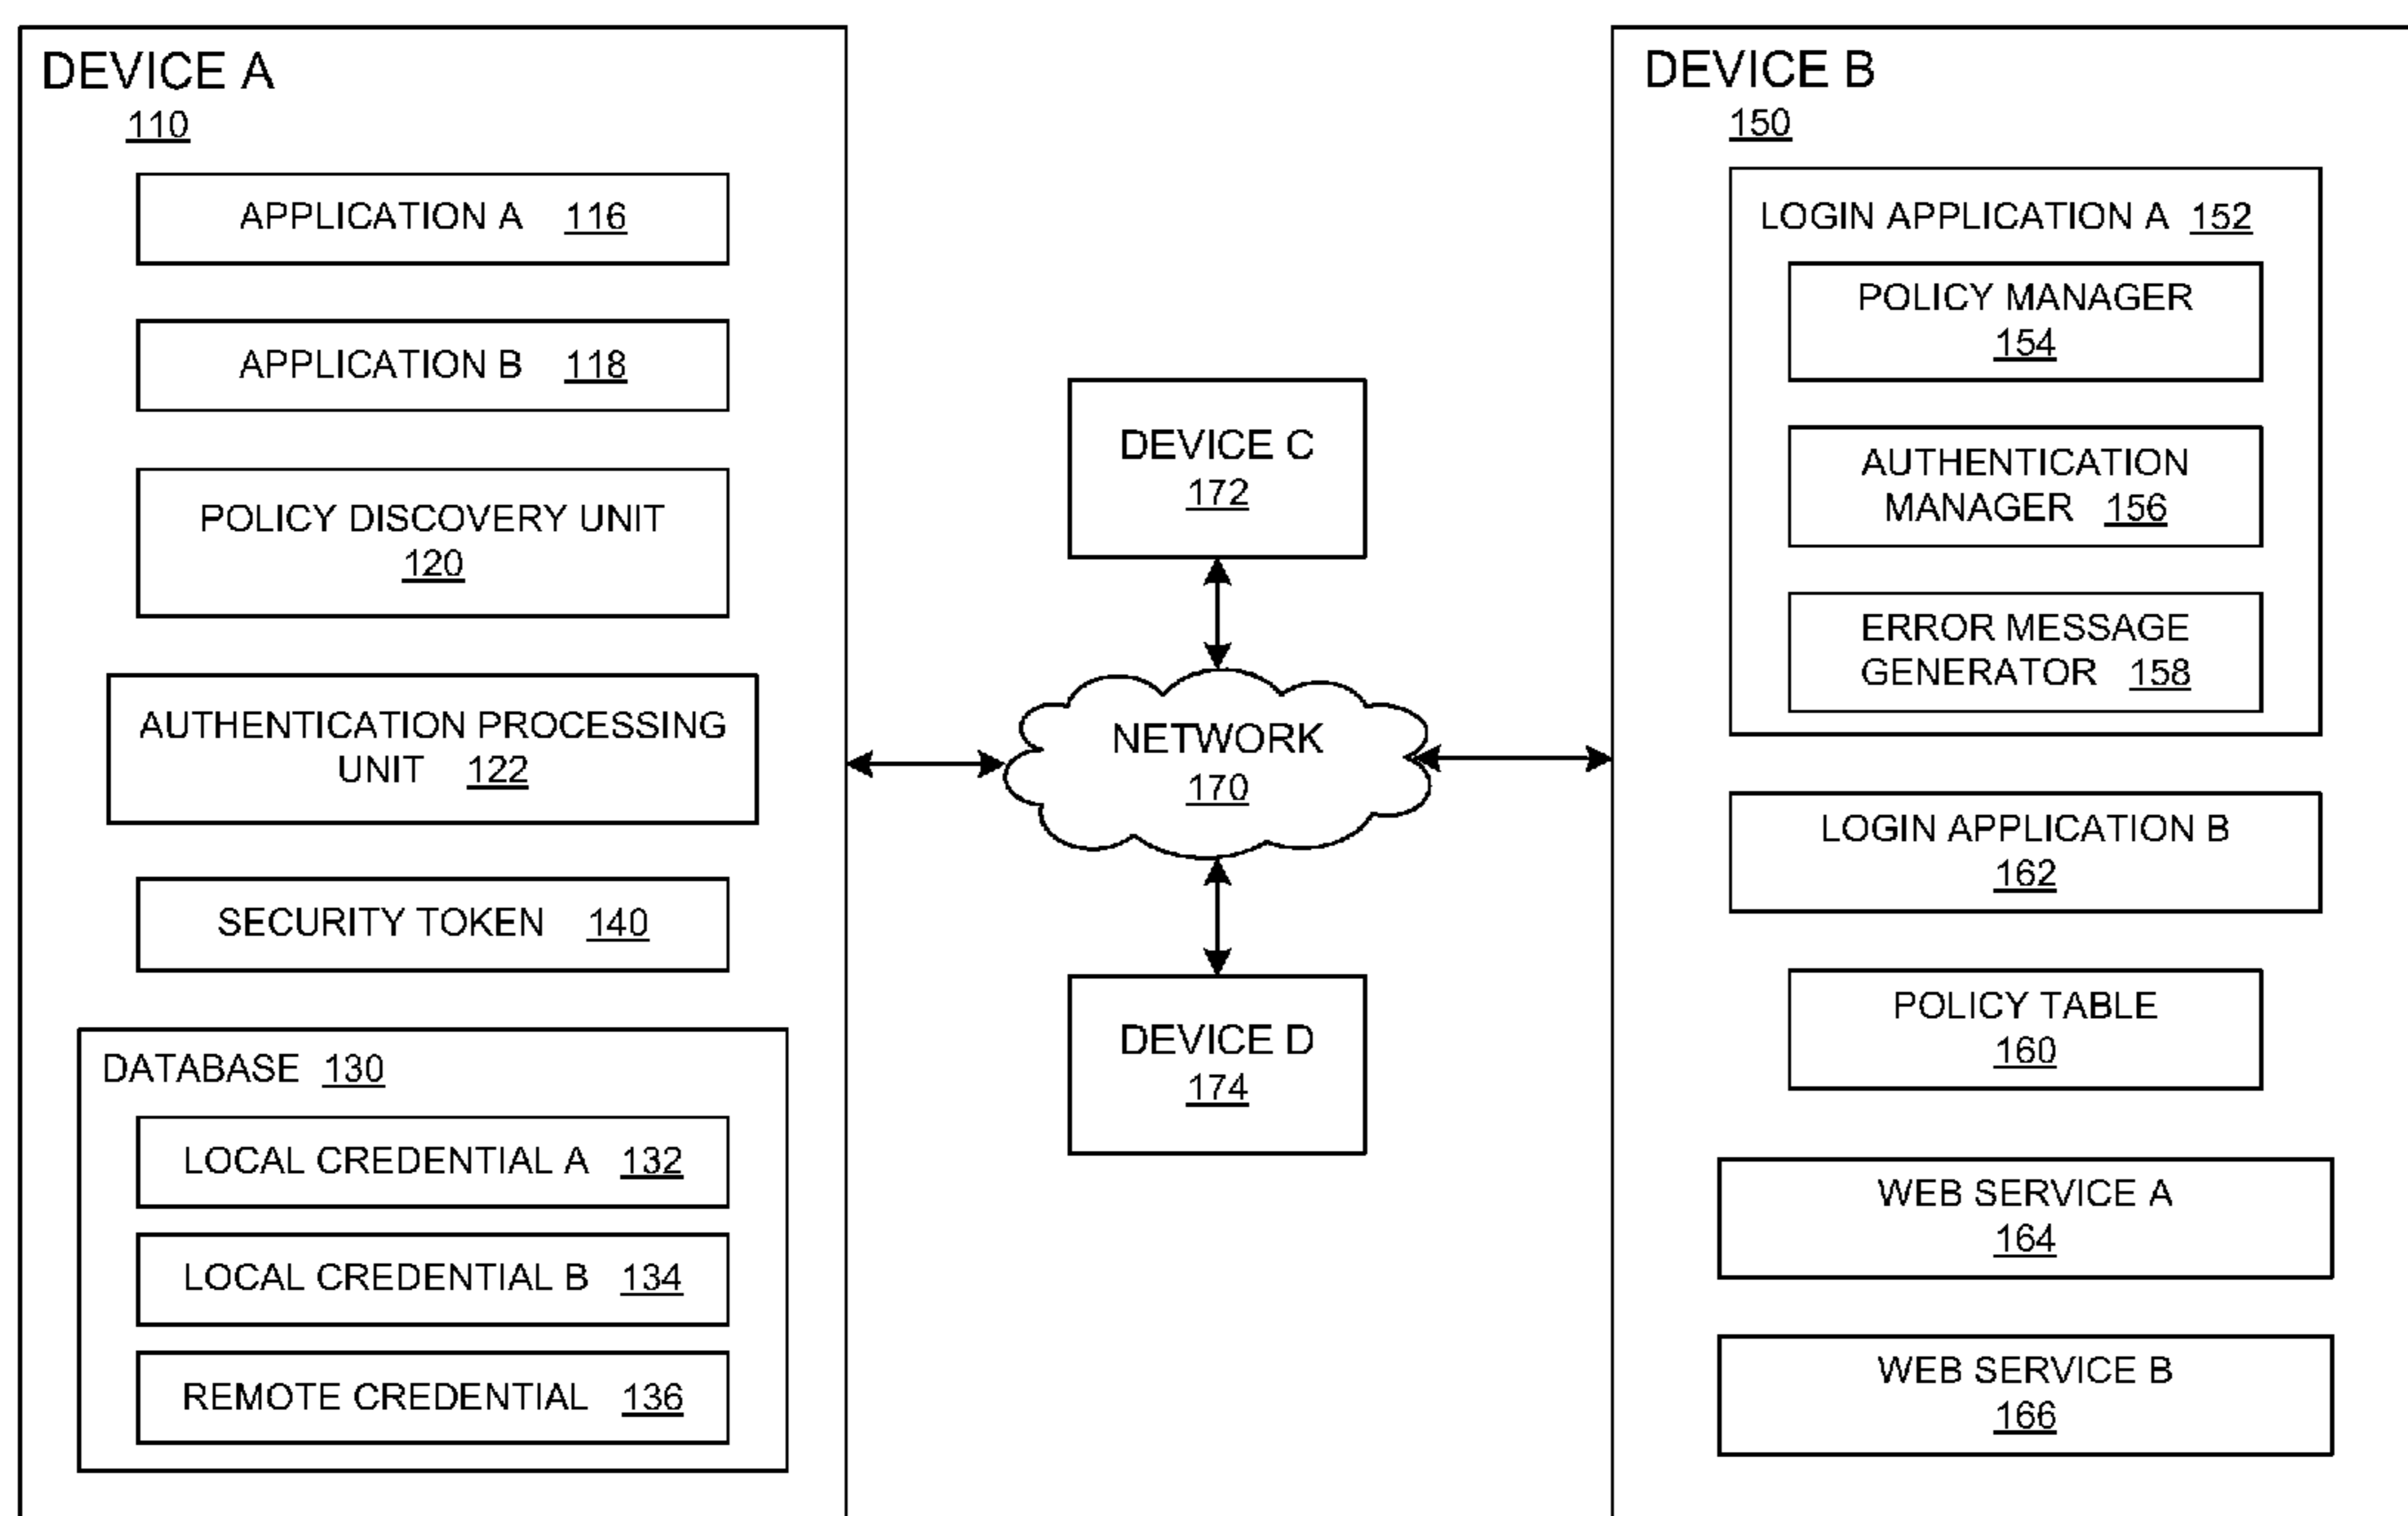 DEVICE A
110
APPLICATION A 116
APPLICATION B 118
POLICY DISCOVERY UNIT
120
AUTHENTICATION PROCESSING
UNIT 122
SECURITY TOKEN 140
DATABASE 130
LOCAL CREDENTIAL A 132
LOCAL CREDENTIAL B 134
REMOTE CREDENTIAL 136
DEVICE C
172
NETWORK
170
DEVICE D
174
DEVICE B
150
LOGIN APPLICATION A 152
POLICY MANAGER
154
AUTHENTICATION
MANAGER 156
ERROR MESSAGE
GENERATOR 158
LOGIN APPLICATION B
162
POLICY TABLE
160
WEB SERVICE A
164
WEB SERVICE B
166